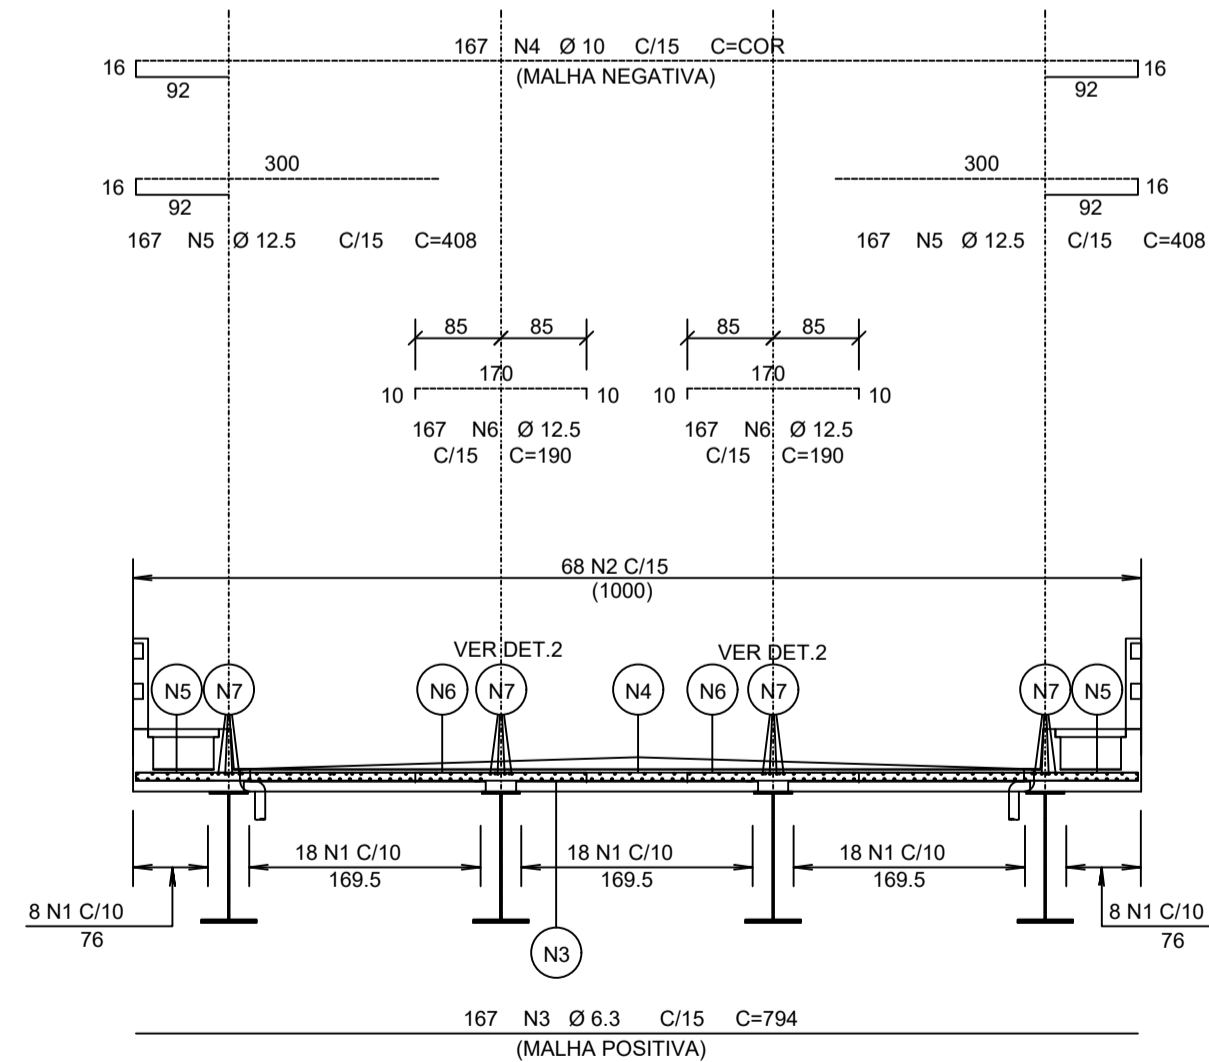 167 N4 Ø 10 C/15 C=COR
(MALHA NEGATIVA)
16
92
16
92
300
16
92
167 N5 Ø 12.5 C/15 C=408
300
16
92
167 N5 Ø 12.5 C/15 C=408
85 85
170
10 10
167 N6 Ø 12.5
C/15 C=190
85 85
170
10 10
167 N6 Ø 12.5
C/15 C=190
68 N2 C/15
(1000)
VER DET.2
VER DET.2
N5 N7 N6 N7 N4 N6 N7 N7 N5
18 N1 C/10
169.5
18 N1 C/10
169.5
18 N1 C/10
169.5
8 N1 C/10
76
8 N1 C/10
76
N3
167 N3 Ø 6.3 C/15 C=794
(MALHA POSITIVA)